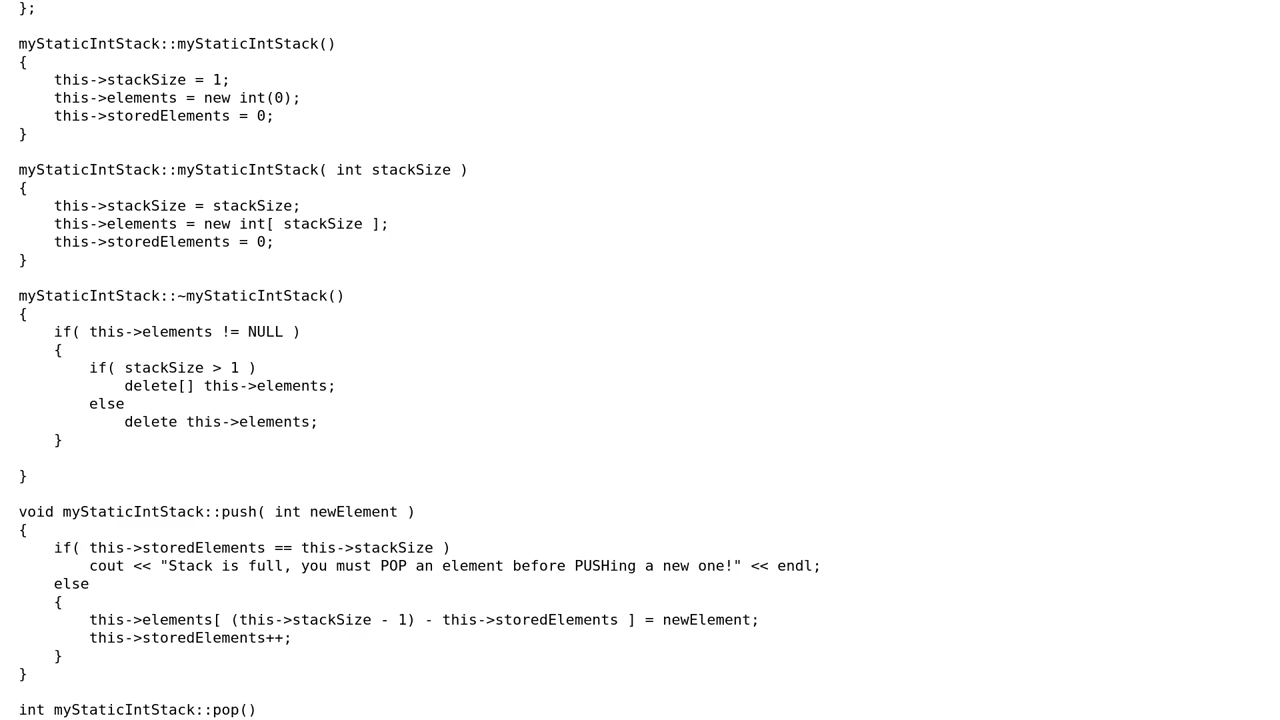 };
myStaticIntStack::myStaticIntStack()
{
    this->stackSize = 1;
    this->elements = new int(0);
    this->storedElements = 0;
}
myStaticIntStack::myStaticIntStack( int stackSize )
{
    this->stackSize = stackSize;
    this->elements = new int[ stackSize ];
    this->storedElements = 0;
}
myStaticIntStack::~myStaticIntStack()
{
    if( this->elements != NULL )
    {
        if( stackSize > 1 )
            delete[] this->elements;
        else
            delete this->elements;
    }
}
void myStaticIntStack::push( int newElement )
{
    if( this->storedElements == this->stackSize )
        cout << "Stack is full, you must POP an element before PUSHing a new one!" << endl;
    else
    {
        this->elements[ (this->stackSize - 1) - this->storedElements ] = newElement;
        this->storedElements++;
    }
}
int myStaticIntStack::pop()